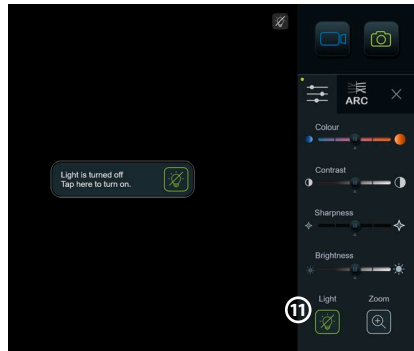 ARC
Colour
Light is turned off
Tap here to turn on.
Contrast
Sharpness
Brightness
Light
Zoom
11